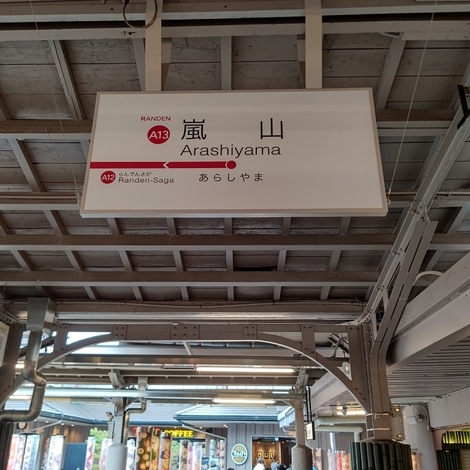 RANDEN
A13 嵐 山
Arashiyama
A12 らんでんさが
Randen-Saga
あらしやま
COFFEE